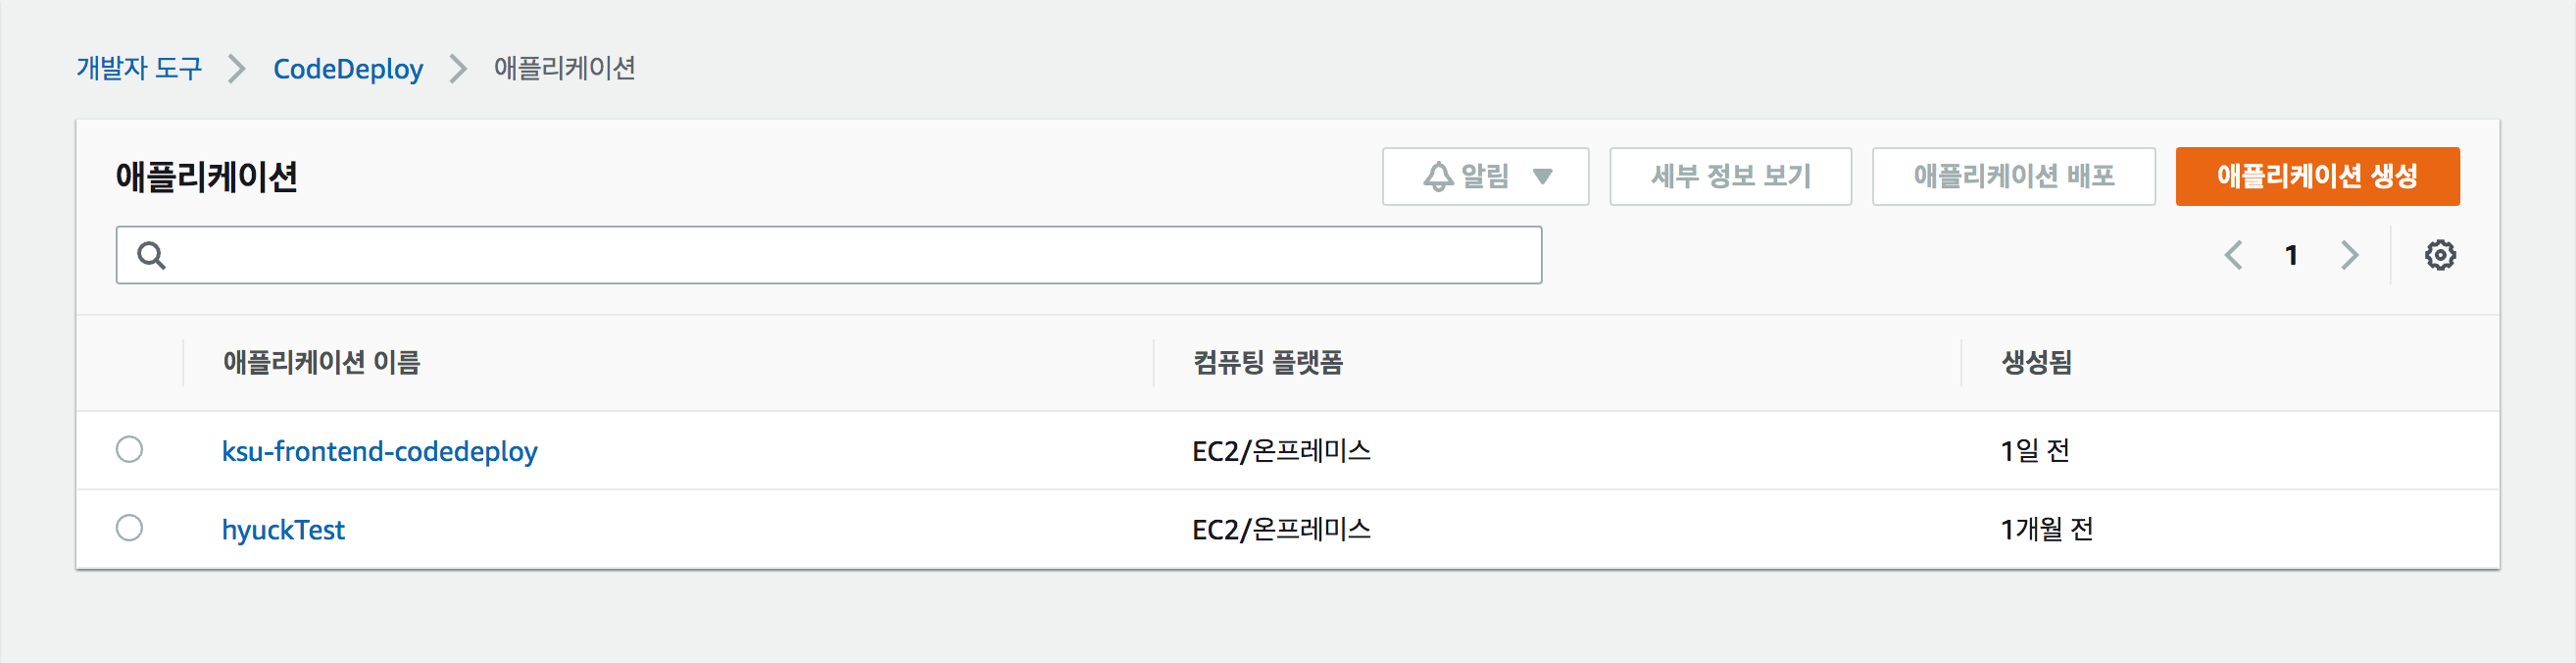 개발자 도구 > CodeDeploy > 애플리케이션
애플리케이션 알림 ▼ 세부 정보 보기 애플리케이션 배포 애플리케이션 생성
< 1 >
애플리케이션 이름 컴퓨팅 플랫폼 생성됨
ksu-frontend-codedeploy EC2/온프레미스 1일 전
hyuckTest EC2/온프레미스 1개월 전